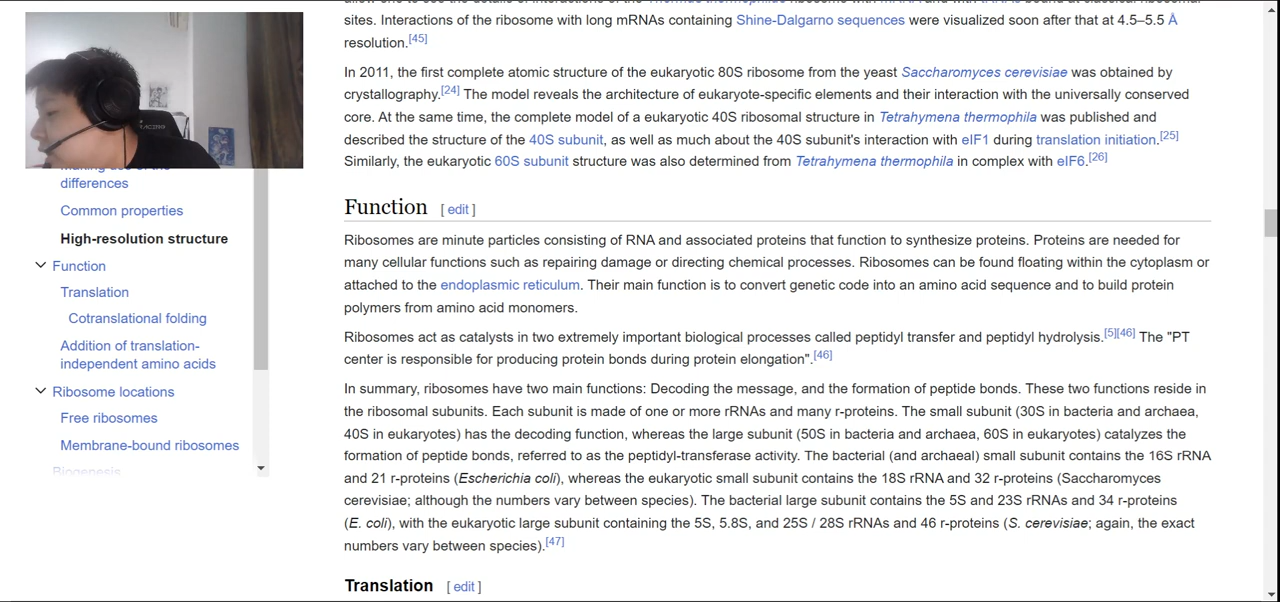 sites. Interactions of the ribosome with long mRNAs containing Shine-Dalgarno sequences were visualized soon after that at 4.5–5.5 Å
resolution.[45]
In 2011, the first complete atomic structure of the eukaryotic 80S ribosome from the yeast Saccharomyces cerevisiae was obtained by
crystallography.[24] The model reveals the architecture of eukaryote-specific elements and their interaction with the universally conserved
core. At the same time, the complete model of a eukaryotic 40S ribosomal structure in Tetrahymena thermophila was published and
described the structure of the 40S subunit, as well as much about the 40S subunit's interaction with eIF1 during translation initiation.[25]
Similarly, the eukaryotic 60S subunit structure was also determined from Tetrahymena thermophila in complex with eIF6.[26]
differences
Common properties
High-resolution structure
Function
Translation
Cotranslational folding
Addition of translation-
independent amino acids
Ribosome locations
Free ribosomes
Membrane-bound ribosomes
Biogenesis
Function [ edit ]
Ribosomes are minute particles consisting of RNA and associated proteins that function to synthesize proteins. Proteins are needed for
many cellular functions such as repairing damage or directing chemical processes. Ribosomes can be found floating within the cytoplasm or
attached to the endoplasmic reticulum. Their main function is to convert genetic code into an amino acid sequence and to build protein
polymers from amino acid monomers.
Ribosomes act as catalysts in two extremely important biological processes called peptidyl transfer and peptidyl hydrolysis.[5][46] The "PT
center is responsible for producing protein bonds during protein elongation".[46]
In summary, ribosomes have two main functions: Decoding the message, and the formation of peptide bonds. These two functions reside in
the ribosomal subunits. Each subunit is made of one or more rRNAs and many r-proteins. The small subunit (30S in bacteria and archaea,
40S in eukaryotes) has the decoding function, whereas the large subunit (50S in bacteria and archaea, 60S in eukaryotes) catalyzes the
formation of peptide bonds, referred to as the peptidyl-transferase activity. The bacterial (and archaeal) small subunit contains the 16S rRNA
and 21 r-proteins (Escherichia coli), whereas the eukaryotic small subunit contains the 18S rRNA and 32 r-proteins (Saccharomyces
cerevisiae; although the numbers vary between species). The bacterial large subunit contains the 5S and 23S rRNAs and 34 r-proteins
(E. coli), with the eukaryotic large subunit containing the 5S, 5.8S, and 25S / 28S rRNAs and 46 r-proteins (S. cerevisiae; again, the exact
numbers vary between species).[47]
Translation [ edit ]